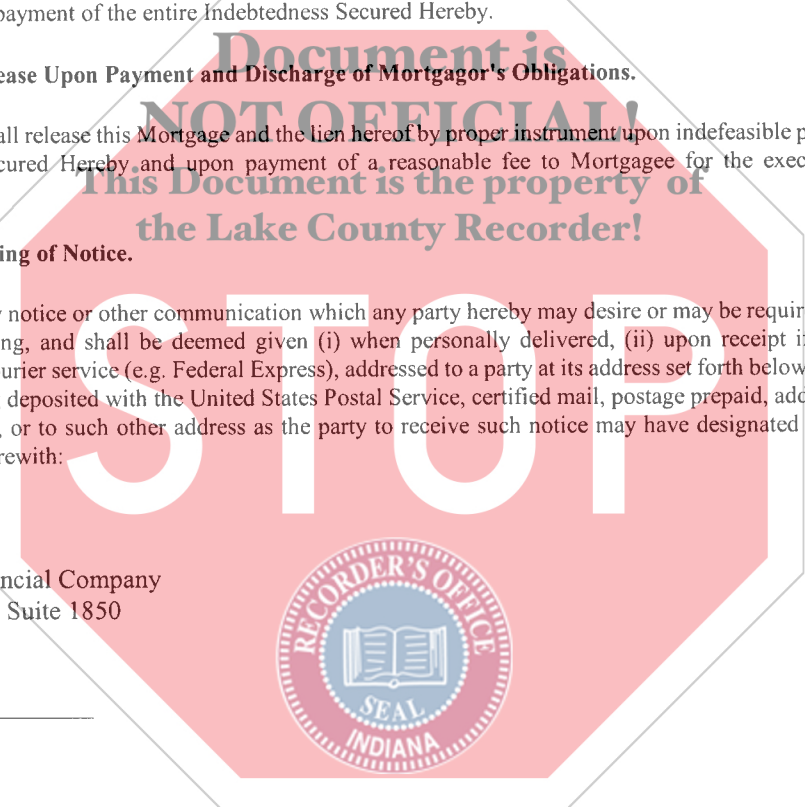 payment of the entire Indebtedness Secured Hereby.
Document is
ease Upon Payment and Discharge of Mortgagor's Obligations.
NOT OFFICIAL!
all release this Mortgage and the lien hereof by proper instrument upon indefeasible p
cured Hereby and upon payment of a reasonable fee to Mortgagee for the exec
This Document is the property of
the Lake County Recorder!
ing of Notice.
STOP
y notice or other communication which any party hereby may desire or may be requir
ng, and shall be deemed given (i) when personally delivered, (ii) upon receipt i
ourier service (e.g. Federal Express), addressed to a party at its address set forth below
deposited with the United States Postal Service, certified mail, postage prepaid, add
, or to such other address as the party to receive such notice may have designated
rewith:
ncial Company
Suite 1850
RECORDER'S OFFICE
SEAL
INDIANA